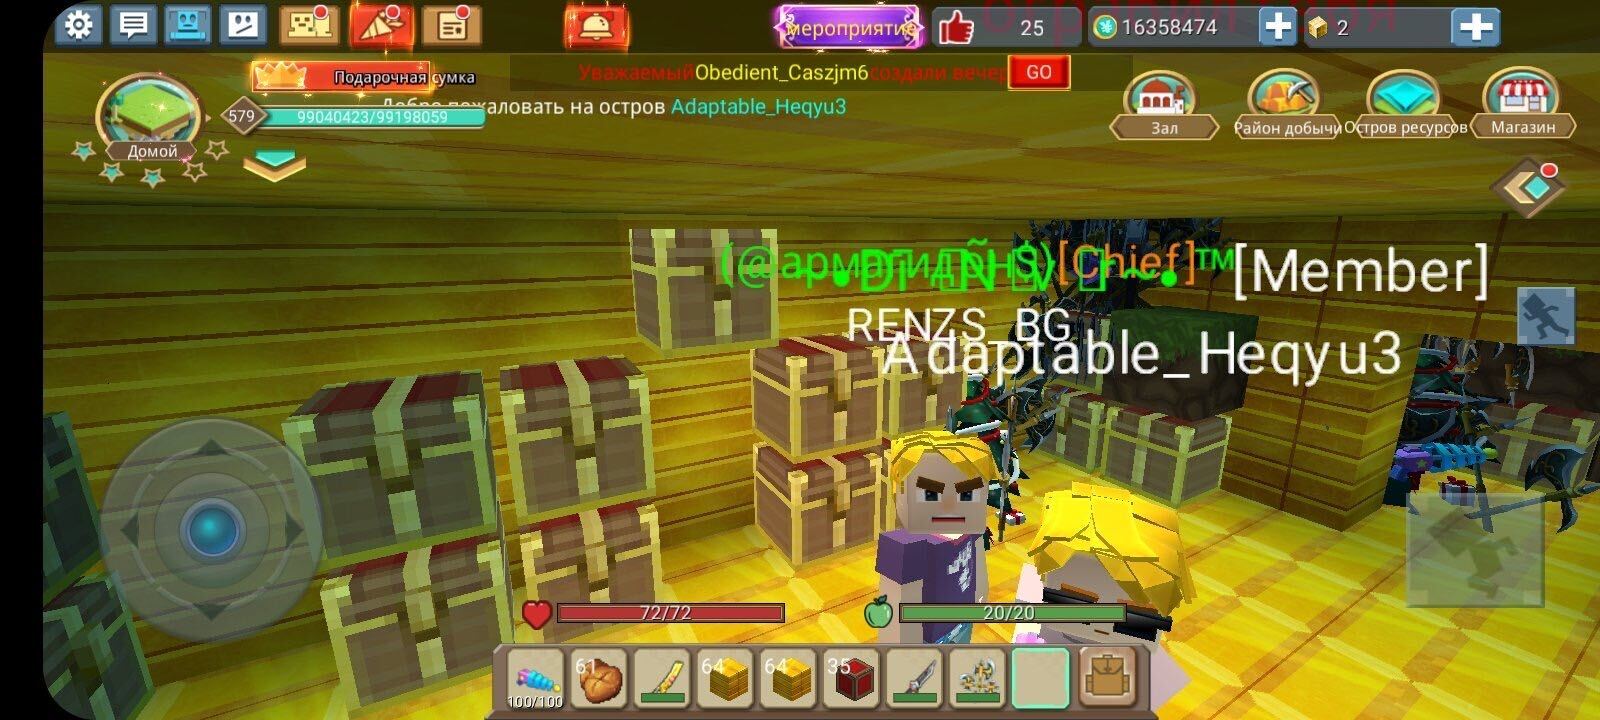 мероприятие
25
16358474
2
Подарочная сумка
Уважаемый Obedient_Caszjm6 создали вечер
GO
Добро пожаловать на остров Adaptable_Heqyu3
579
99040423/99198059
Домой
Зал
Район добычи
Остров ресурсов
Магазин
[Chief]™
[Member]
RENZS_BG
Adaptable_Heqyu3
72/72
20/20
100/100
61
64
64
35